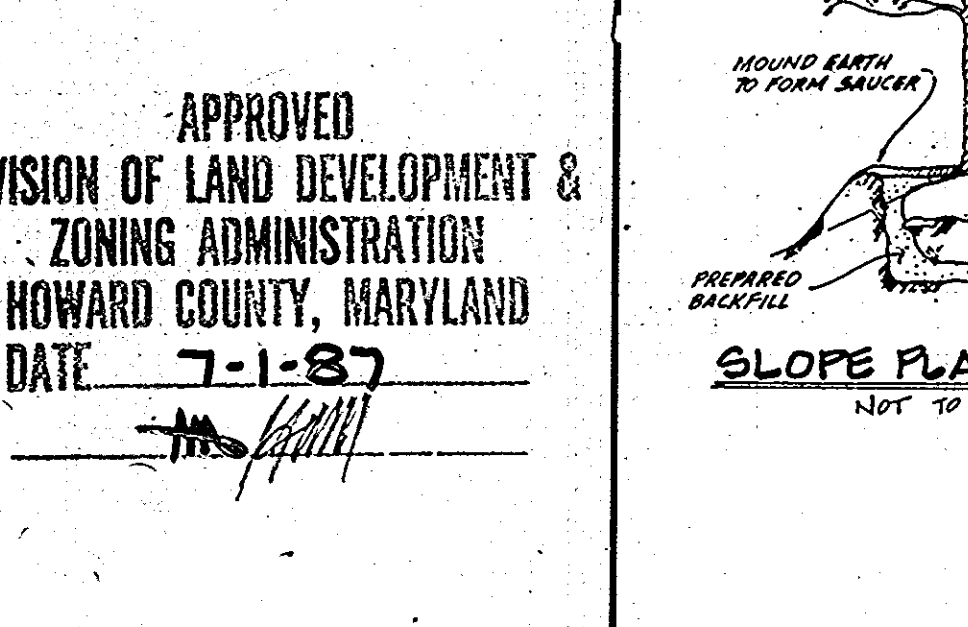 APPROVED
VISION OF LAND DEVELOPMENT &
ZONING ADMINISTRATION
HOWARD COUNTY, MARYLAND
DATE 7-1-87
MOUND EARTH
TO FORM SAUCER
PREPARED
BACKFILL
SLOPE PLA
NOT TO